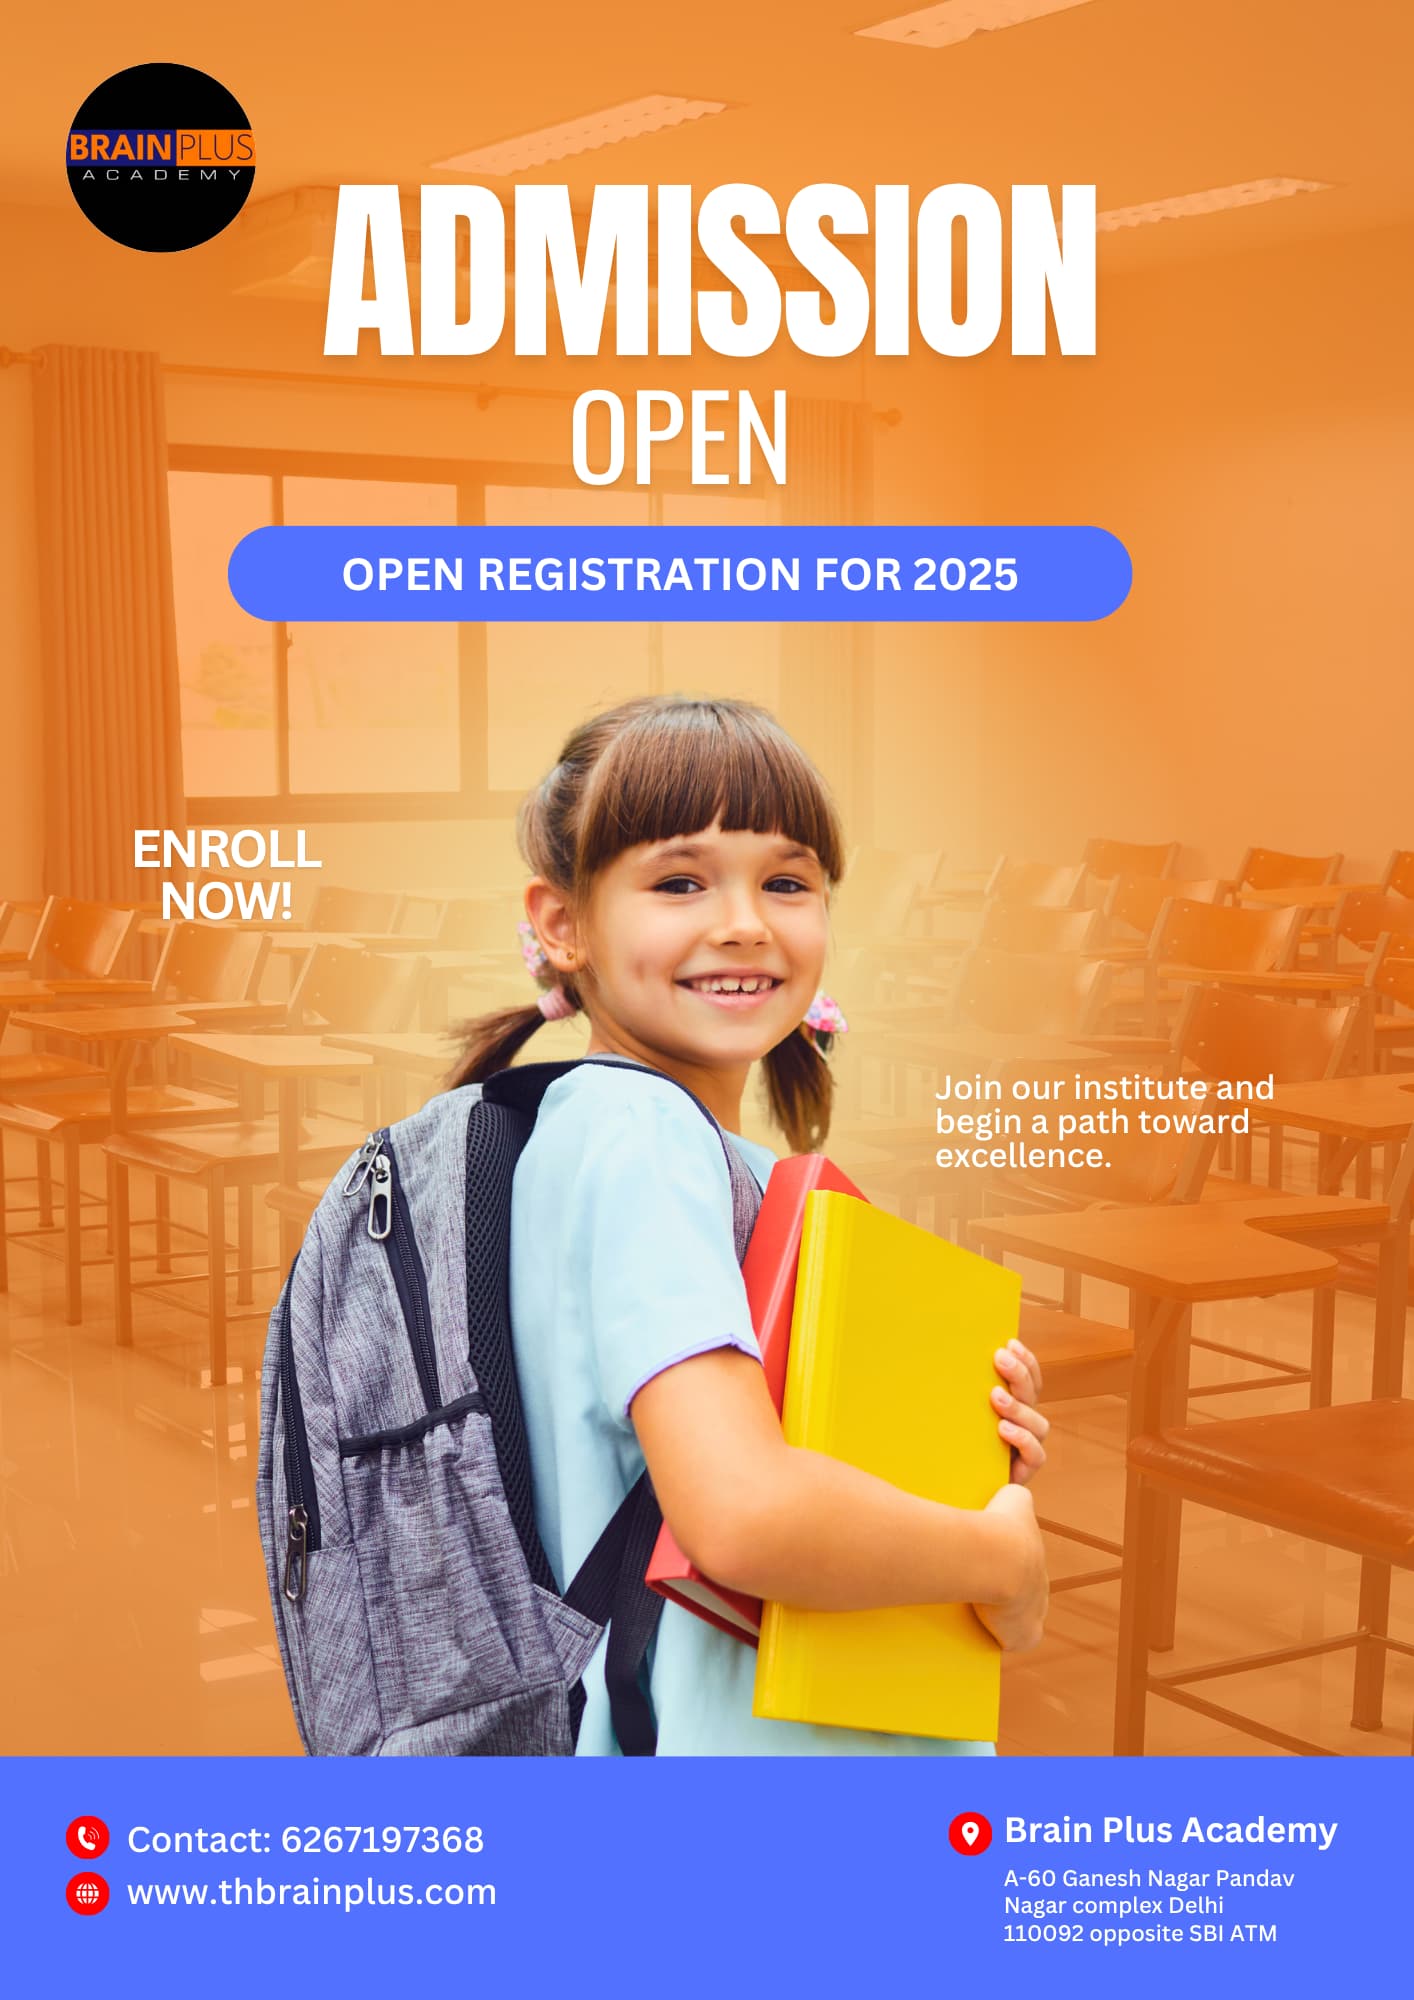 BRAIN PLUS
ACADEMY
ADMISSION
OPEN
OPEN REGISTRATION FOR 2025
ENROLL
NOW!
Join our institute and
begin a path toward
excellence.
Contact: 6267197368
www.thbrainplus.com
Brain Plus Academy
A-60 Ganesh Nagar Pandav
Nagar complex Delhi
110092 opposite SBI ATM